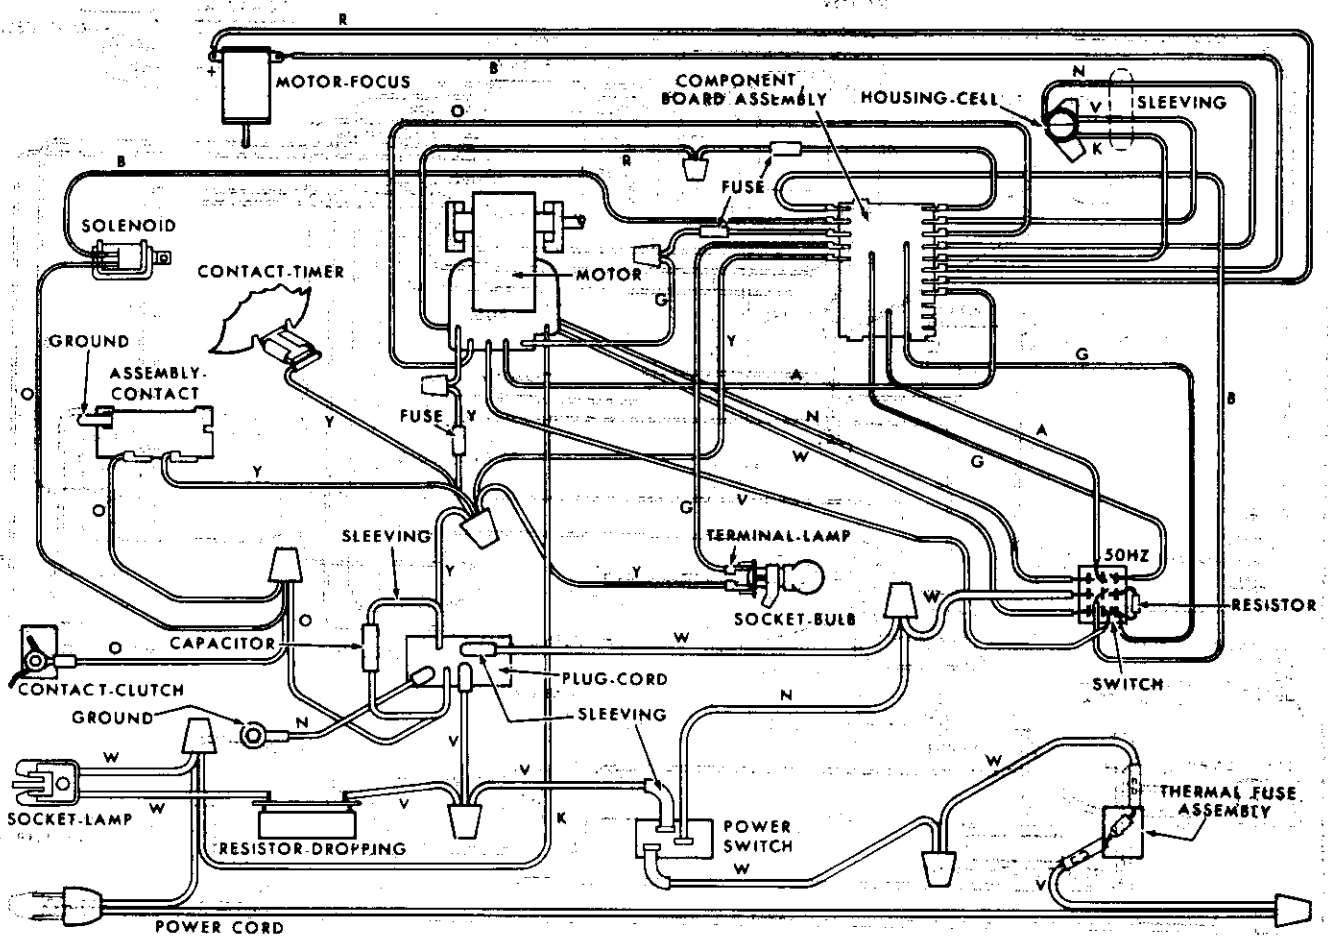 R
B
MOTOR-FOCUS
COMPONENT
BOARD ASSEMBLY
HOUSING-CELL
N
V
K
SLEEVING
O
R
B
FUSE
SOLENOID
CONTACT-TIMER
MOTOR
G
Y
GROUND
ASSEMBLY-
CONTACT
O
A
G
B
FUSE
Y
N
W
A
G
Y
Y
O
V
G
SLEEVING
TERMINAL-LAMP
50HZ
Y
Y
SOCKET-BULB
W
RESISTOR
O
O
CAPACITOR
W
CONTACT-CLUTCH
PLUG-CORD
SWITCH
GROUND
N
SLEEVING
N
W
V
V
W
W
V
K
SOCKET-LAMP
RESISTOR-DROPPING
POWER
SWITCH
W
THERMAL FUSE
ASSEMBLY
V
POWER CORD
+